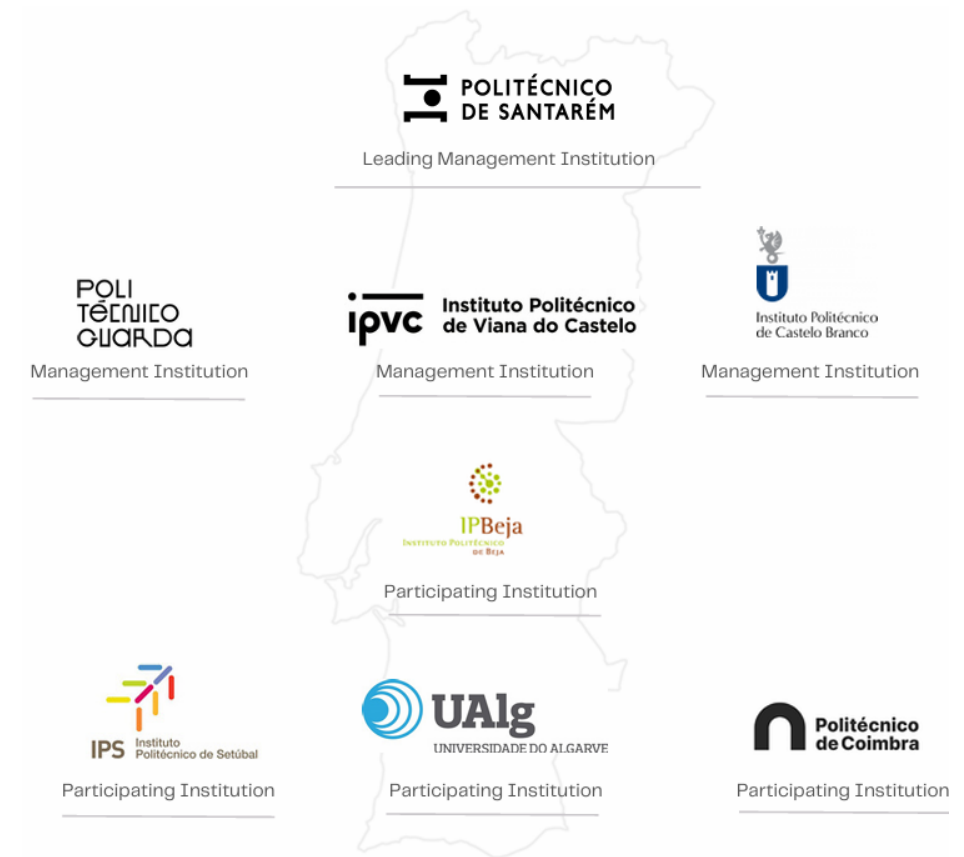 POLITÉCNICO
DE SANTARÉM
Leading Management Institution
POLI
TÉCNICO
GUARDA
Management Institution
ipvc
Instituto Politécnico
de Viana do Castelo
Management Institution
Instituto Politécnico
de Castelo Branco
Management Institution
IPBeja
INSTITUTO POLITÉCNICO
DE BEJA
Participating Institution
IPS
Instituto
Politécnico de Setúbal
Participating Institution
UAlg
UNIVERSIDADE DO ALGARVE
Participating Institution
Politécnico
de Coimbra
Participating Institution